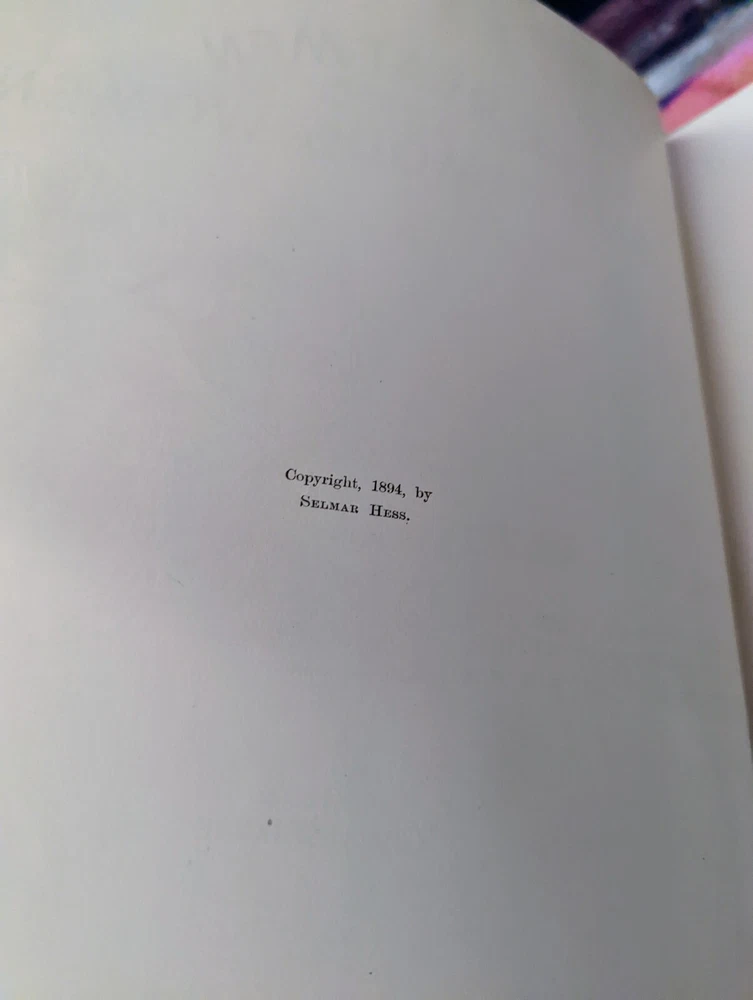 Copyright, 1894, by
SELMAR HESS.